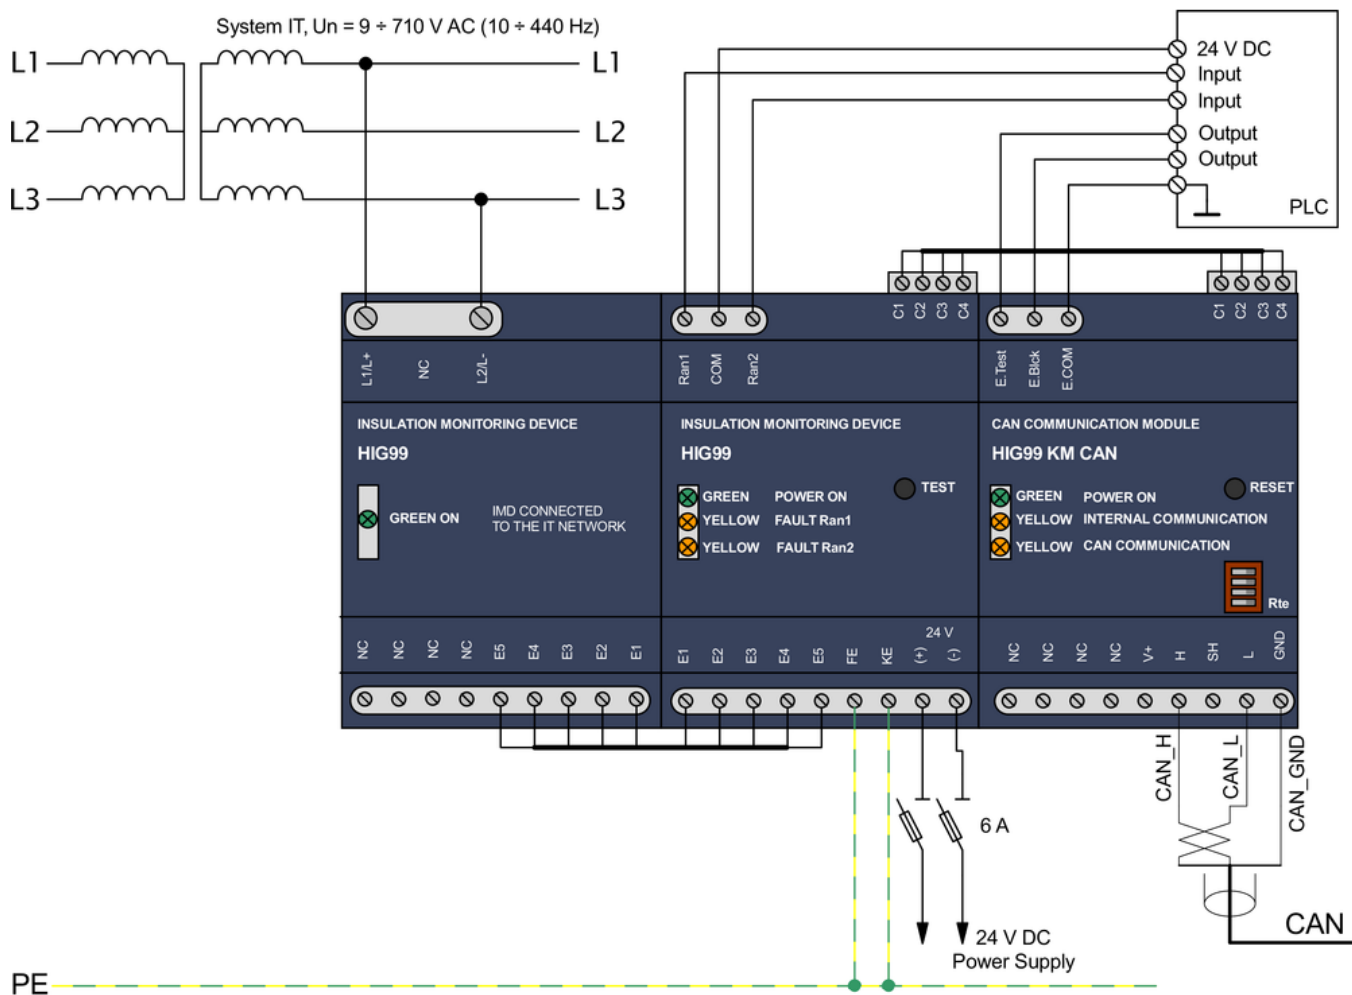 System IT, Un = 9 ÷ 710 V AC (10 ÷ 440 Hz)
L1
L1
L2
L2
L3
L3
24 V DC
Input
Input
Output
Output
PLC
C1
C2
C3
C4
C1
C2
C3
C4
L1/L+
NC
L2/L-
Ran1
COM
Ran2
E.Test
E.Blck
E.COM
INSULATION MONITORING DEVICE
HIG99
GREEN ON
IMD CONNECTED
TO THE IT NETWORK
INSULATION MONITORING DEVICE
HIG99
TEST
GREEN POWER ON
YELLOW FAULT Ran1
YELLOW FAULT Ran2
CAN COMMUNICATION MODULE
HIG99 KM CAN
RESET
GREEN POWER ON
YELLOW INTERNAL COMMUNICATION
YELLOW CAN COMMUNICATION
Rte
NC
NC
NC
NC
E5
E4
E3
E2
E1
24 V
E1
E2
E3
E4
E5
FE
KE
(+)
(-)
NC
NC
NC
NC
V+
H
SH
L
GND
CAN_H
CAN_L
CAN_GND
6 A
24 V DC
Power Supply
CAN
PE